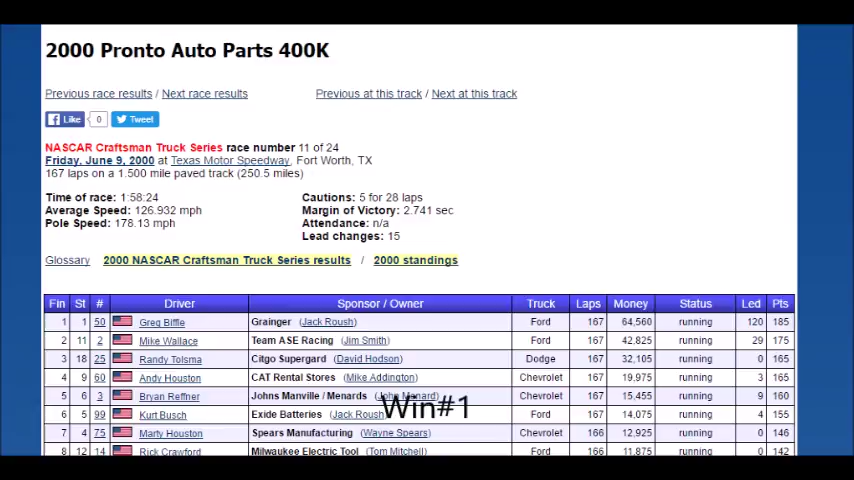 2000 Pronto Auto Parts 400K
Previous race results / Next race results Previous at this track / Next at this track
Like 0 Tweet
NASCAR Craftsman Truck Series race number 11 of 24
Friday, June 9, 2000 at Texas Motor Speedway, Fort Worth, TX
167 laps on a 1.500 mile paved track (250.5 miles)
Time of race: 1:58:24 Cautions: 5 for 28 laps
Average Speed: 126.932 mph Margin of Victory: 2.741 sec
Pole Speed: 178.13 mph Attendance: n/a
Lead changes: 15
Glossary 2000 NASCAR Craftsman Truck Series results / 2000 standings
Fin St # Driver Sponsor / Owner Truck Laps Money Status Led Pts
1 1 50 Greg Biffle Grainger (Jack Roush) Ford 167 64,560 running 120 185
2 11 2 Mike Wallace Team ASE Racing (Jim Smith) Ford 167 42,825 running 29 175
3 18 25 Randy Tolsma Citgo Supergard (David Hodson) Dodge 167 32,105 running 0 165
4 9 60 Andy Houston CAT Rental Stores (Mike Addington) Chevrolet 167 19,975 running 3 165
5 6 3 Bryan Reffner Johns Manville / Menards (John Menard) Chevrolet 167 15,455 running 9 160
6 5 99 Kurt Busch Exide Batteries (Jack Roush) Ford 167 14,075 running 4 155
Win#1
7 4 75 Marty Houston Spears Manufacturing (Wayne Spears) Chevrolet 166 12,925 running 0 146
8 12 14 Rick Crawford Milwaukee Electric Tool (Tom Mitchell) Ford 166 11,875 running 0 142